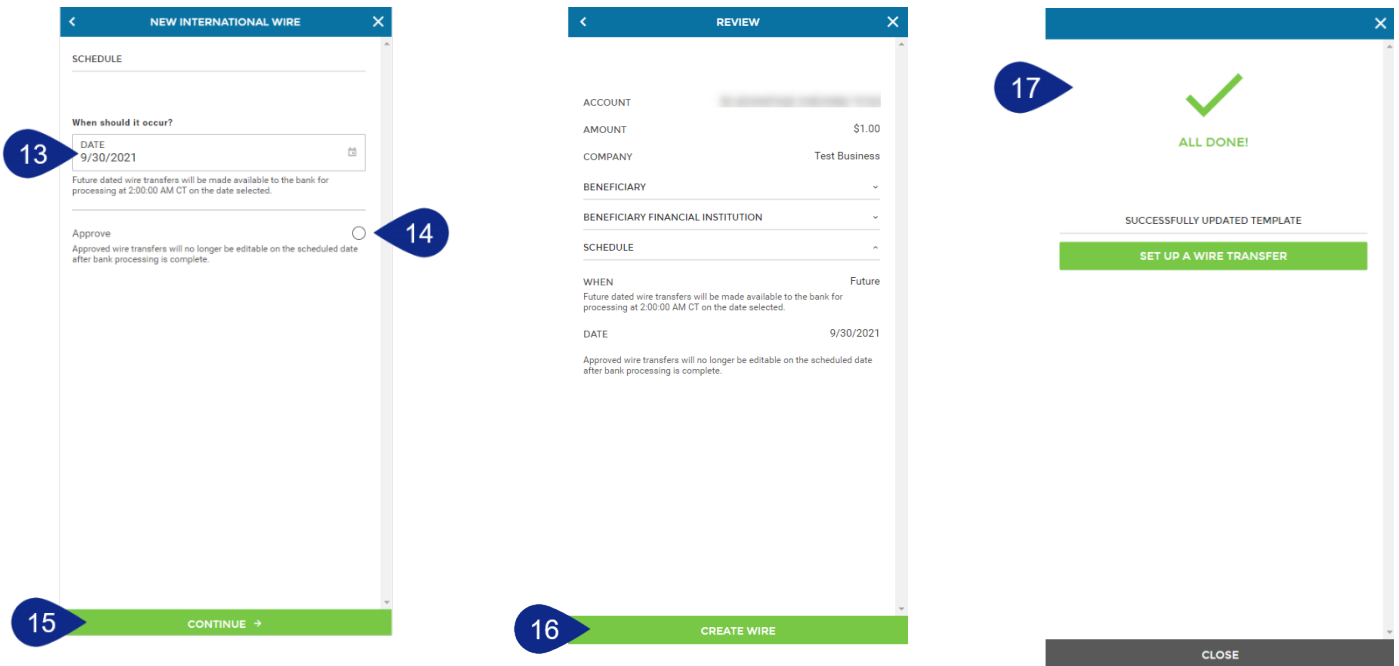 NEW INTERNATIONAL WIRE
SCHEDULE
When should it occur?
13
DATE
9/30/2021
Future dated wire transfers will be made available to the bank for
processing at 2:00:00 AM CT on the date selected.
Approve
14
Approved wire transfers will no longer be editable on the scheduled date
after bank processing is complete.
15
CONTINUE →
REVIEW
ACCOUNT
AMOUNT $1.00
COMPANY Test Business
BENEFICIARY
BENEFICIARY FINANCIAL INSTITUTION
SCHEDULE
WHEN Future
Future dated wire transfers will be made available to the bank for
processing at 2:00:00 AM CT on the date selected.
DATE 9/30/2021
Approved wire transfers will no longer be editable on the scheduled date
after bank processing is complete.
16
CREATE WIRE
17
ALL DONE!
SUCCESSFULLY UPDATED TEMPLATE
SET UP A WIRE TRANSFER
CLOSE